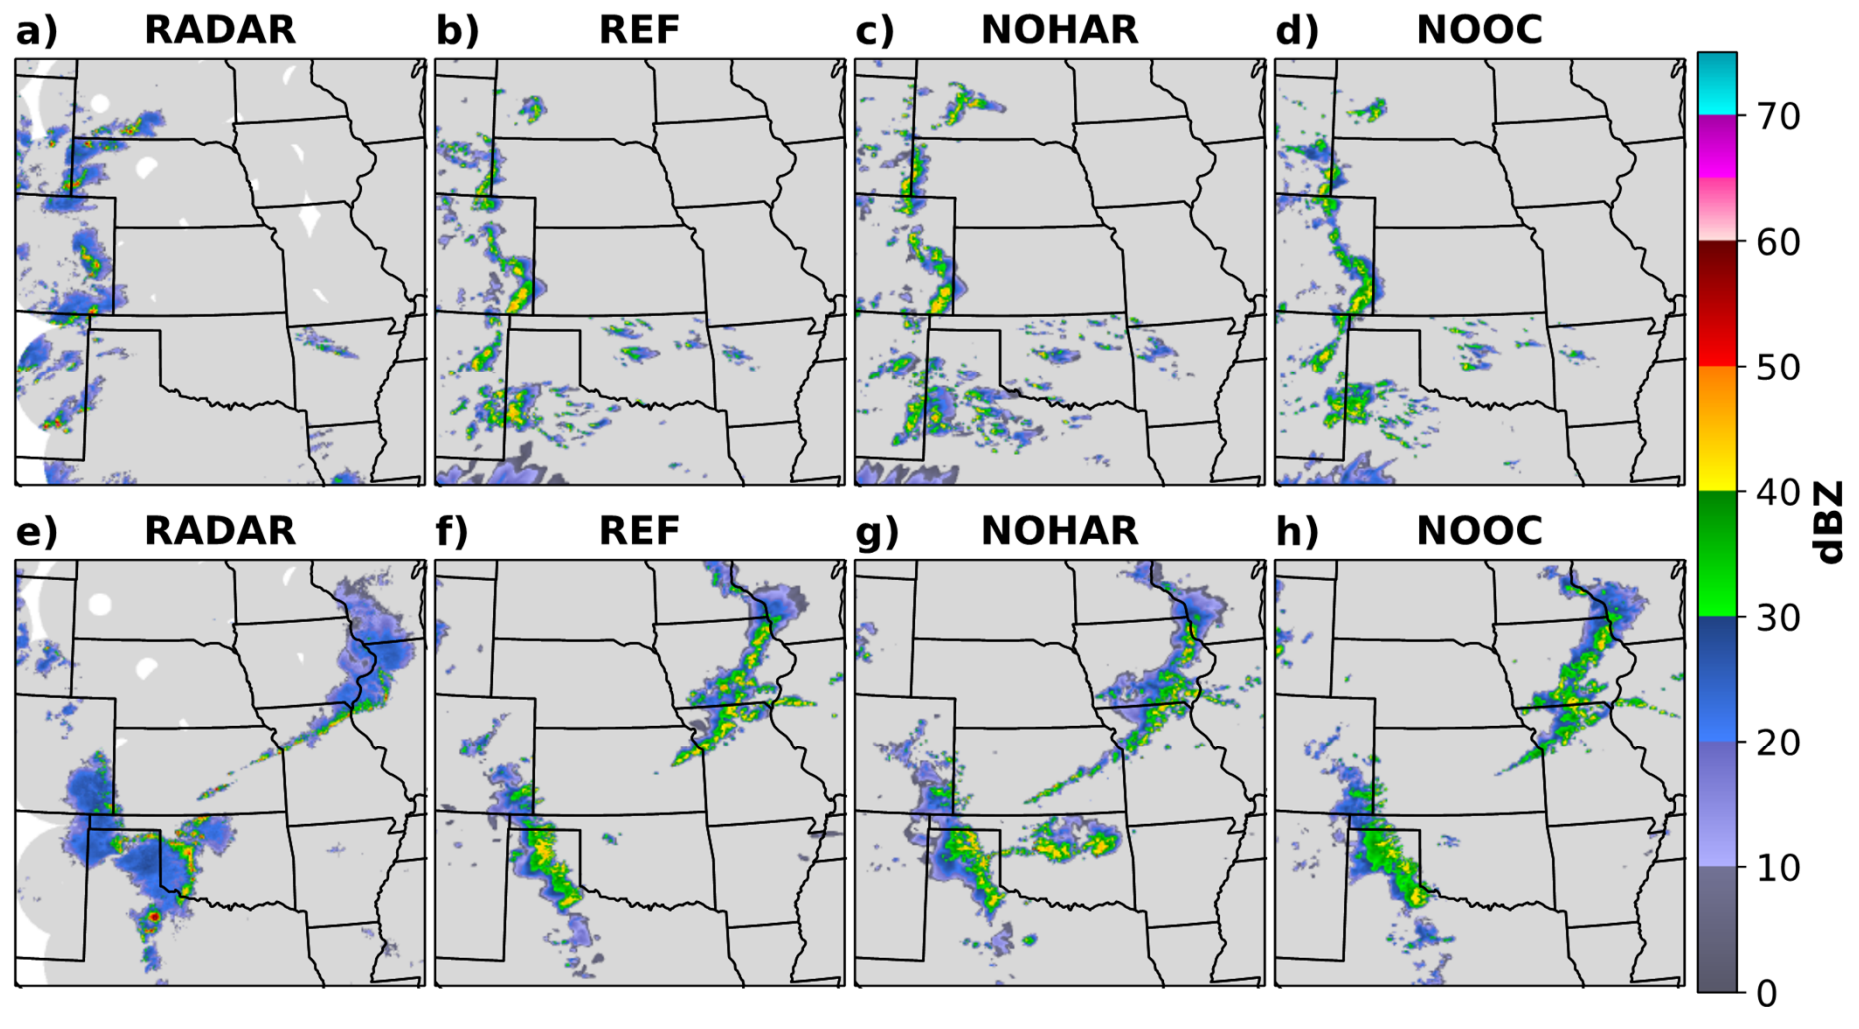 a) RADAR b) REF c) NOHAR d) NOOC
70
60
50
40
30
20
10
0
dBZ
e) RADAR f) REF g) NOHAR h) NOOC